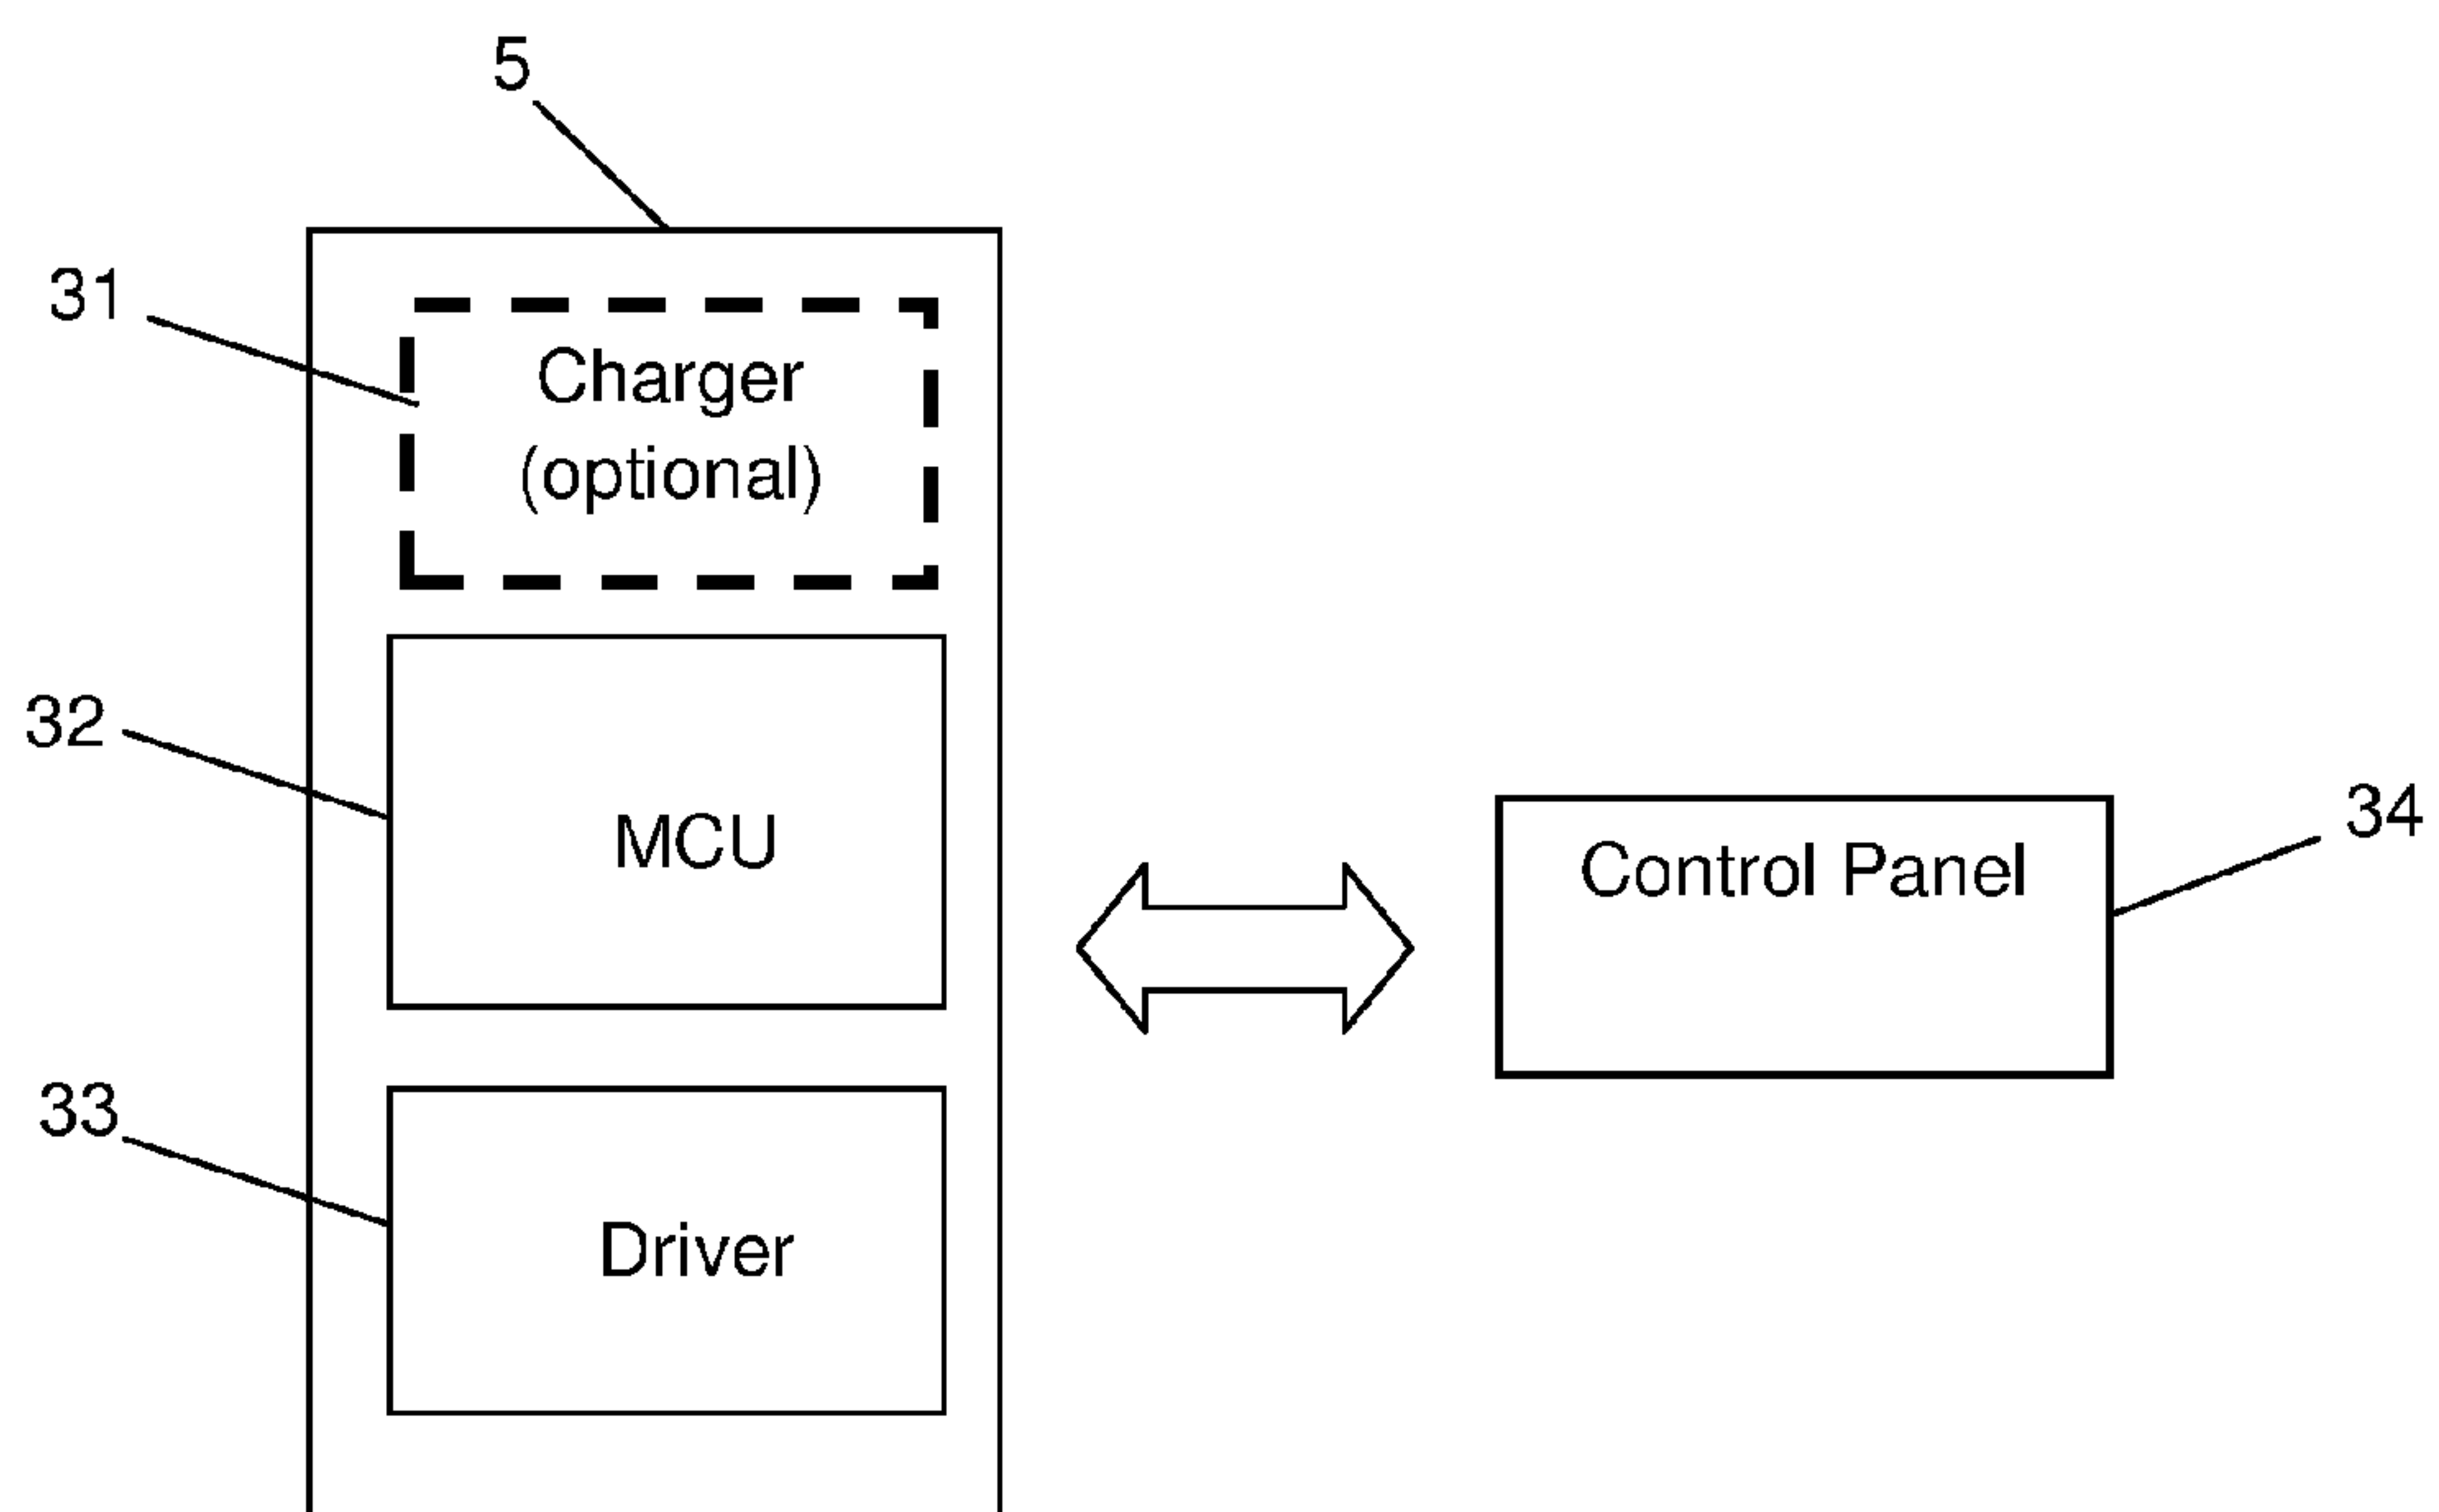 5
31
Charger
(optional)
32
MCU
34
Control Panel
33
Driver